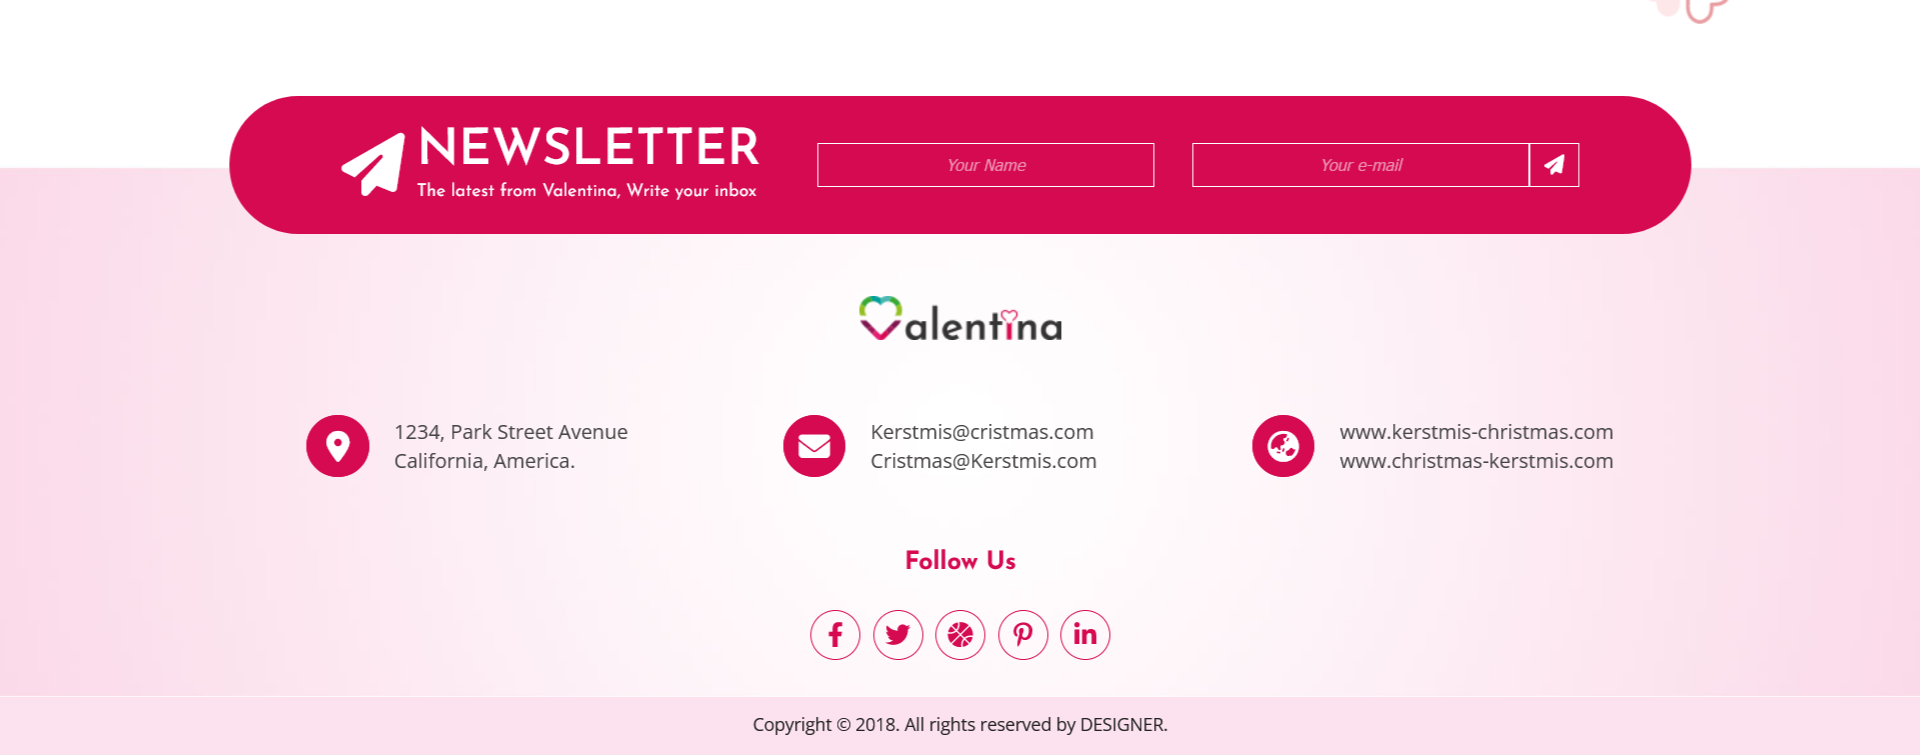 NEWSLETTER
The latest from Valentina, Write your inbox
Your Name
Your e-mail
Valentina
1234, Park Street Avenue
California, America.
Kerstmis@cristmas.com
Cristmas@Kerstmis.com
www.kerstmis-christmas.com
www.christmas-kerstmis.com
Follow Us
Copyright © 2018. All rights reserved by DESIGNER.